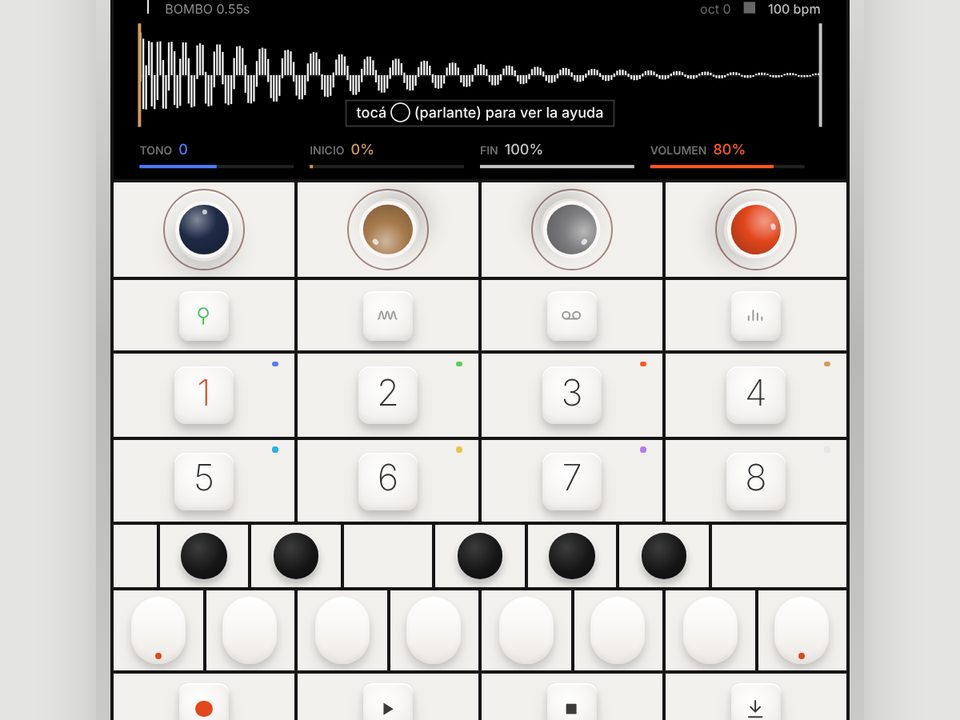 BOMBO 0.55s oct 0 100 bpm
tocá (parlante) para ver la ayuda
TONO 0 INICIO 0% FIN 100% VOLUMEN 80%
1 2 3 4
5 6 7 8